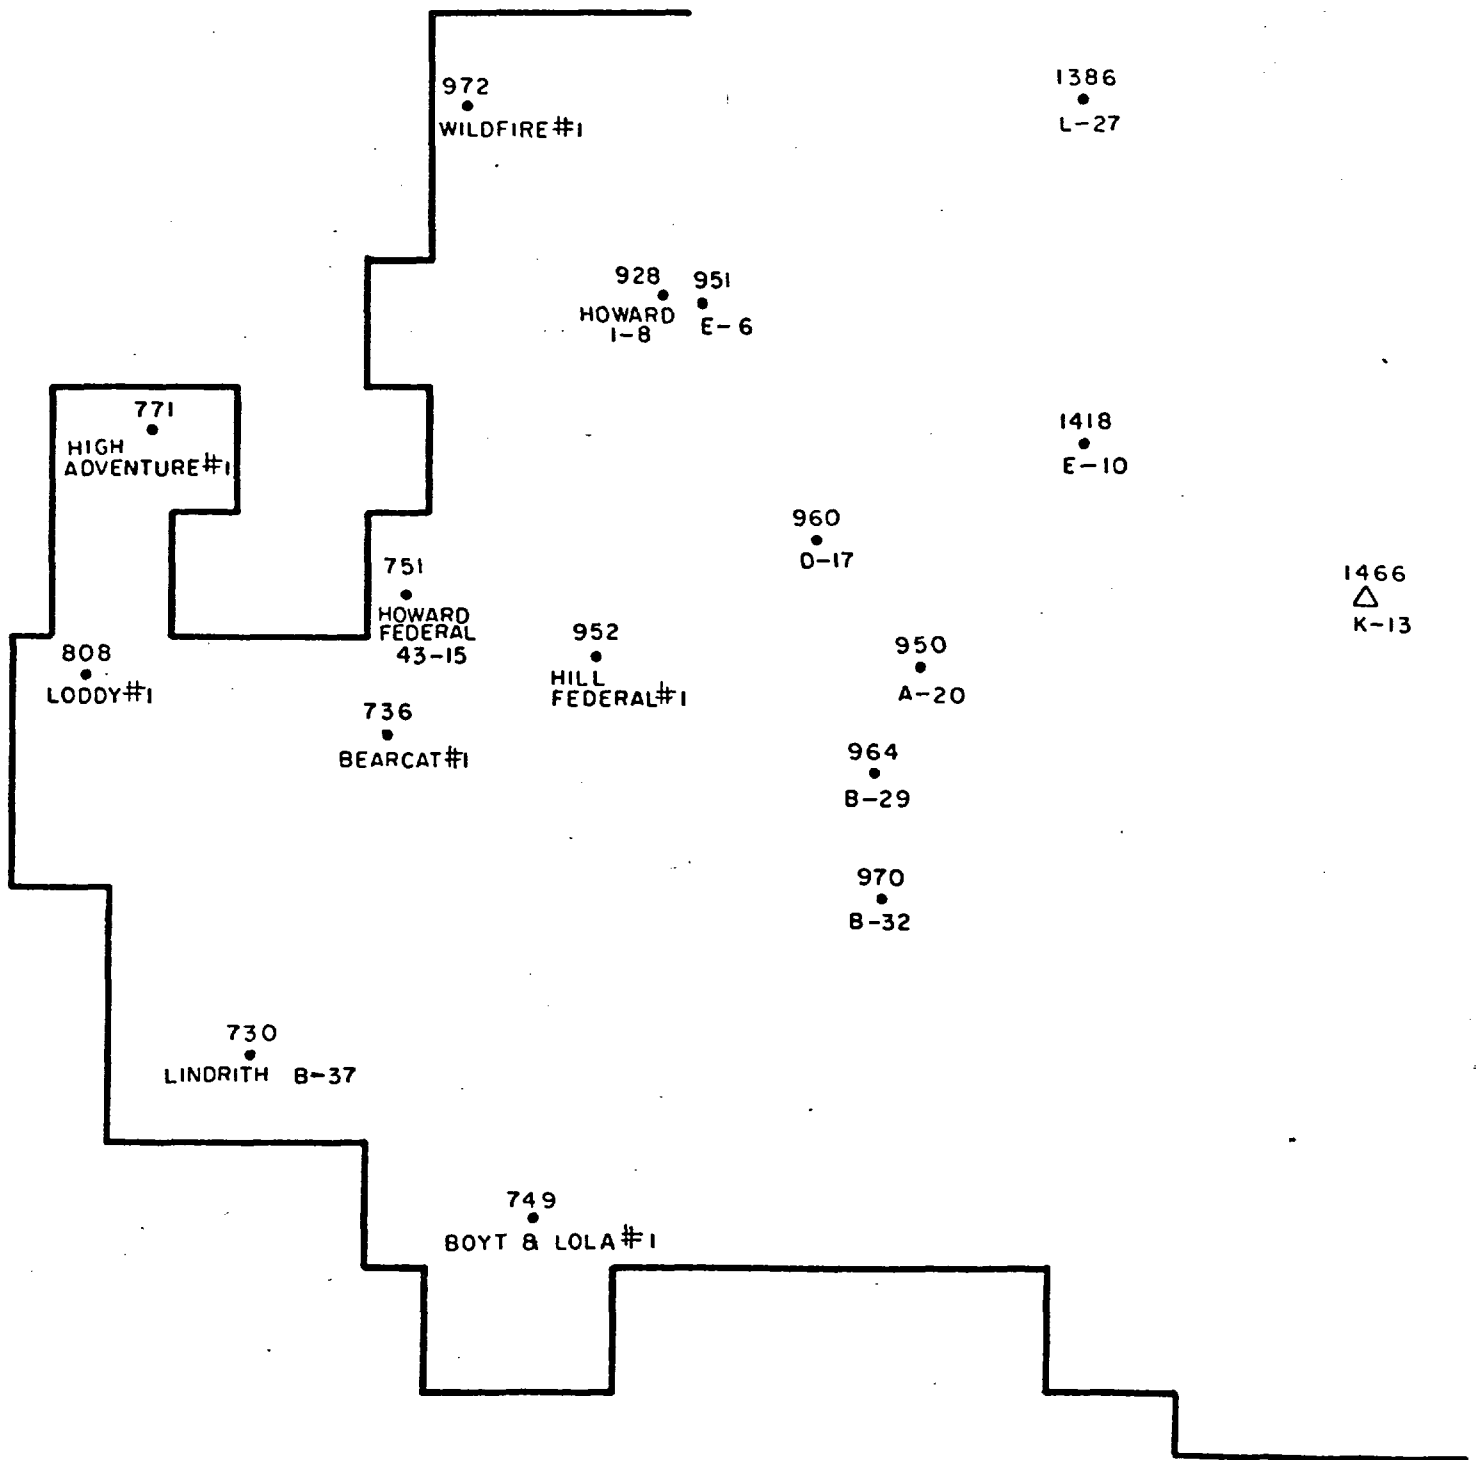 972
WILDFIRE #1
1386
L-27
928
HOWARD
1-8
951
E-6
771
HIGH
ADVENTURE #1
1418
E-10
960
D-17
751
HOWARD
FEDERAL
43-15
1466
K-13
808
LODDY #1
952
HILL
FEDERAL #1
950
A-20
736
BEARCAT #1
964
B-29
970
B-32
730
LINDRITH B-37
749
BOYT & LOLA #1